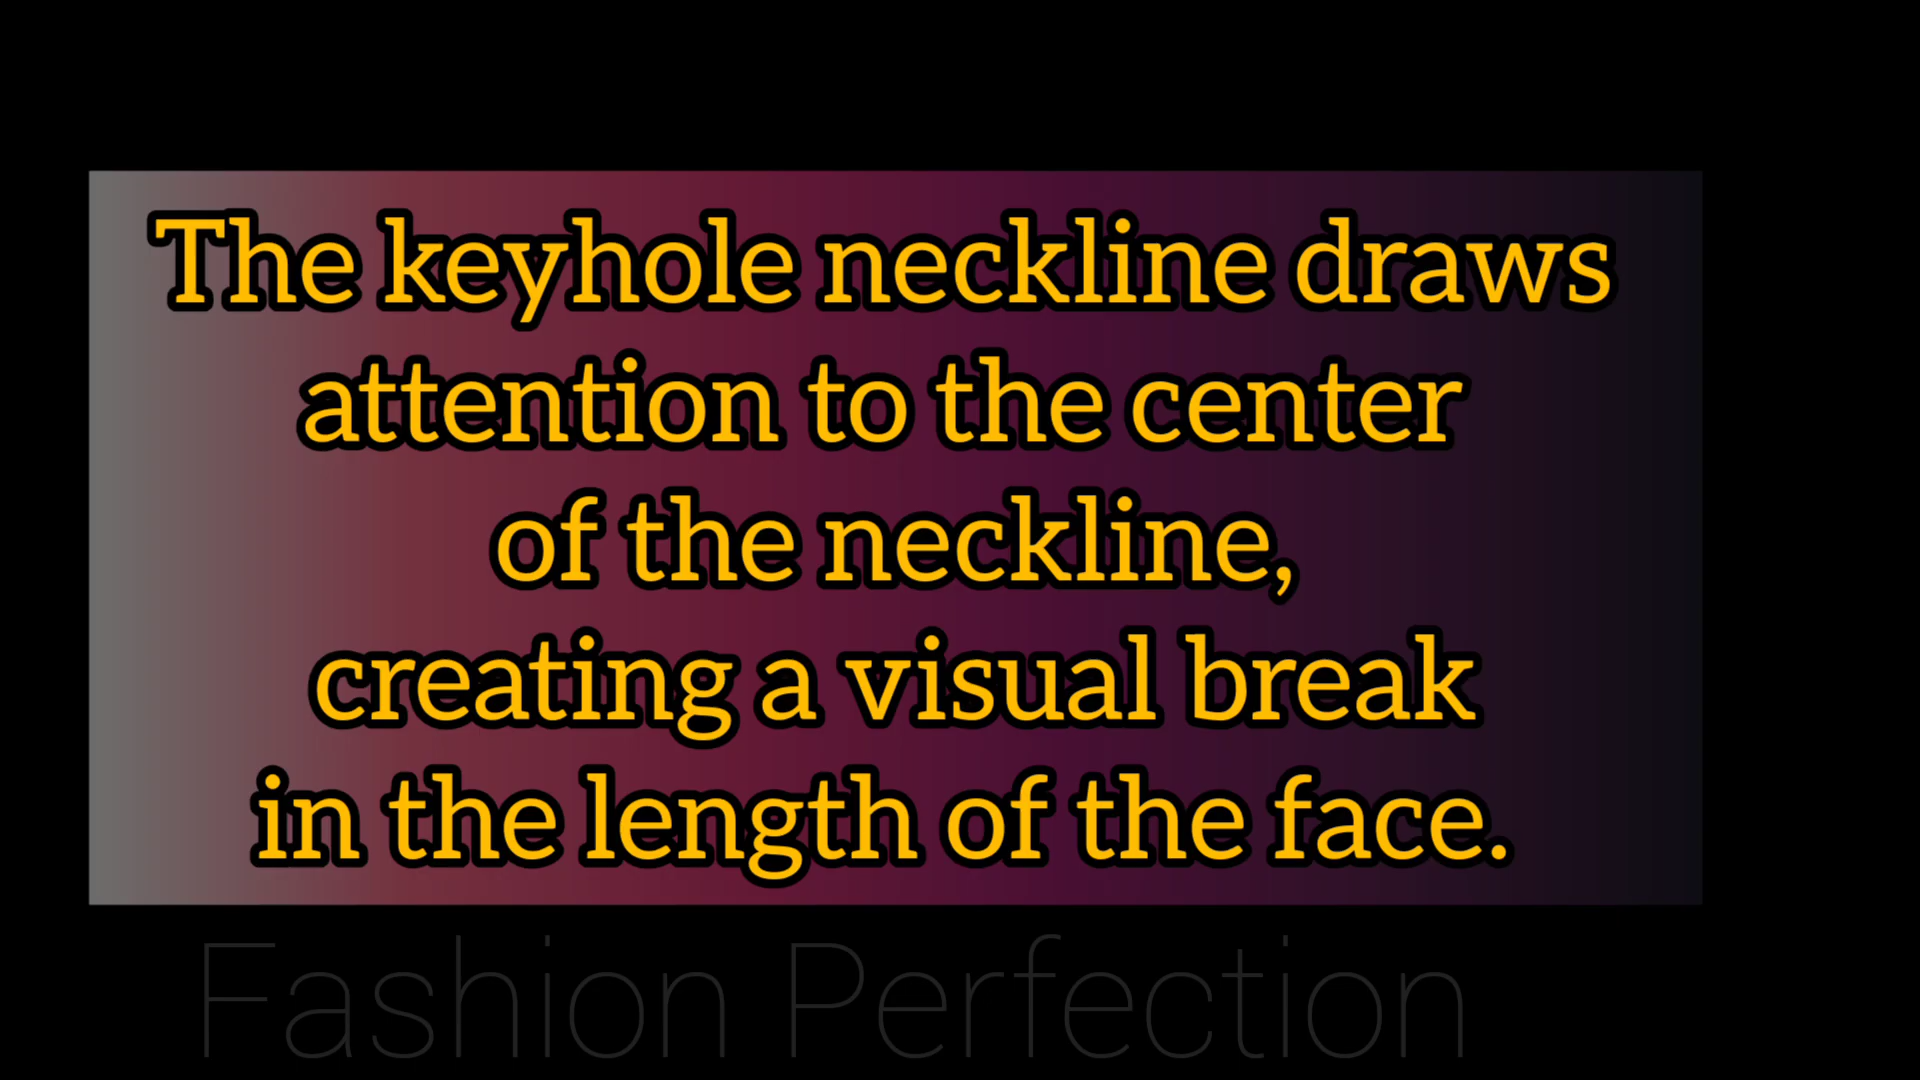 The keyhole neckline draws
attention to the center
of the neckline,
creating a visual break
in the length of the face.
Fashion Perfection